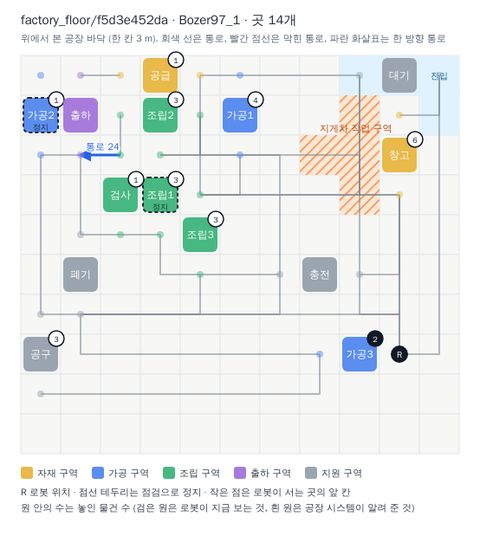 factory_floor/f5d3e452da · Bozer97_1 · 곳 14개
위에서 본 공장 바닥 (한 칸 3 m). 회색 선은 통로, 빨간 점선은 막힌 통로, 파란 화살표는 한 방향 통로
공급 1
대기
진입
가공2 1
정지
출하
조립2 3
가공1 4
지게차 작업 구역
통로 24
창고 6
검사 1
조립1 3
정지
조립3 3
폐기
충전
공구 3
가공3 2
R
자재 구역 가공 구역 조립 구역 출하 구역 지원 구역
R 로봇 위치 · 점선 테두리는 점검으로 정지 · 작은 점은 로봇이 서는 곳의 앞 칸
원 안의 수는 놓인 물건 수 (검은 원은 로봇이 지금 보는 것, 흰 원은 공장 시스템이 알려 준 것)